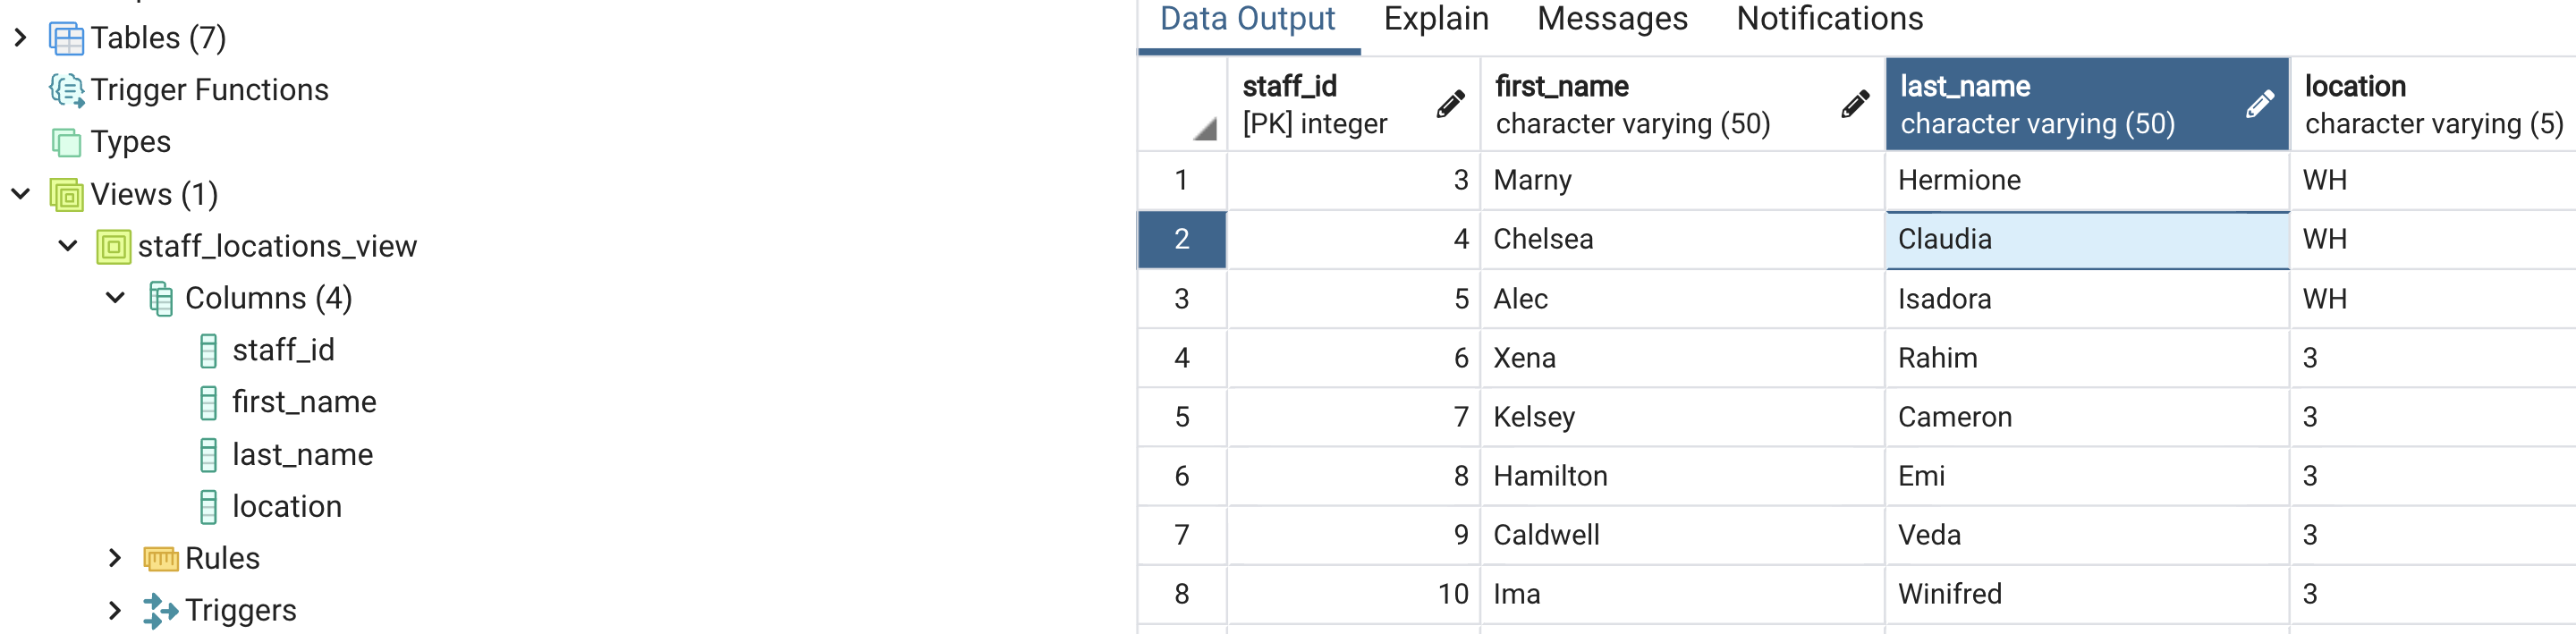 Tables (7)
Trigger Functions
Types
Views (1)
staff_locations_view
Columns (4)
staff_id
first_name
last_name
location
Rules
Triggers
Data Output Explain Messages Notifications
staff_id first_name last_name location
[PK] integer character varying (50) character varying (50) character varying (5)
1 3 Marny Hermione WH
2 4 Chelsea Claudia WH
3 5 Alec Isadora WH
4 6 Xena Rahim 3
5 7 Kelsey Cameron 3
6 8 Hamilton Emi 3
7 9 Caldwell Veda 3
8 10 Ima Winifred 3